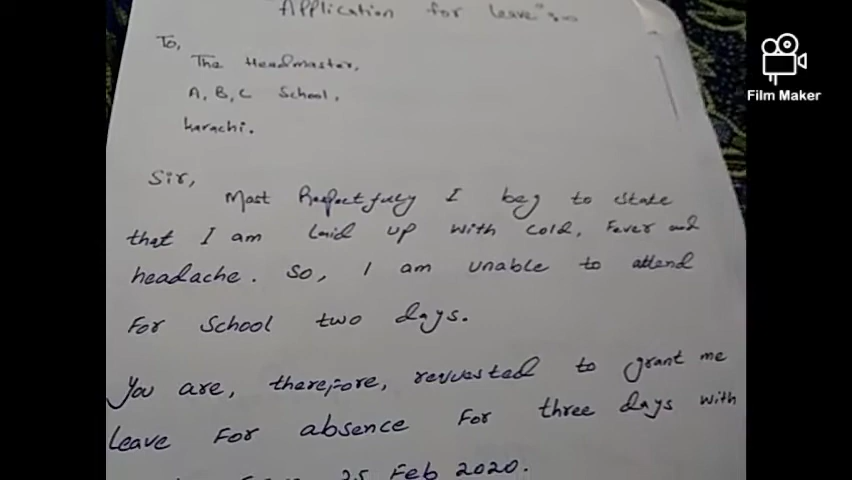 "Application for leave":-
To,
The Headmaster,
A, B, C School,
Karachi.
Sir,
Most Respectfully I beg to state
that I am laid up with cold, Fever and
headache. So, I am unable to attend
For School two days.
You are, therefore, requested to grant me
leave For absence For three days with
From 25 Feb 2020.
Film Maker